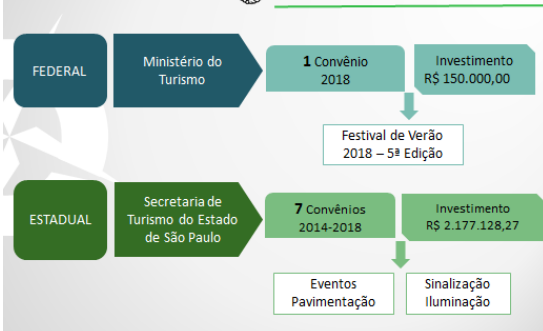 FEDERAL
Ministério do
Turismo
1 Convênio
2018
Investimento
R$ 150.000,00
Festival de Verão
2018 – 5ª Edição
ESTADUAL
Secretaria de
Turismo do Estado
de São Paulo
7 Convênios
2014-2018
Investimento
R$ 2.177.128,27
Eventos
Pavimentação
Sinalização
Iluminação